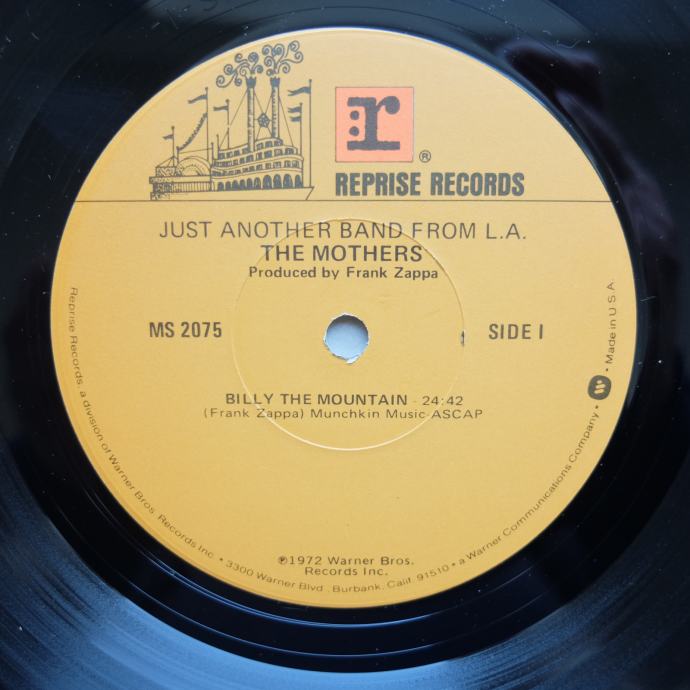 r
®
REPRISE RECORDS
JUST ANOTHER BAND FROM L.A.
THE MOTHERS
Produced by Frank Zappa
MS 2075
SIDE I
BILLY THE MOUNTAIN - 24:42
(Frank Zappa) Munchkin Music-ASCAP
℗1972 Warner Bros.
Records Inc.
Reprise Records, a division of Warner Bros. Records Inc. • 3300 Warner Blvd., Burbank, Calif. 91510 • a Warner Communications Company • W • Made in U.S.A.